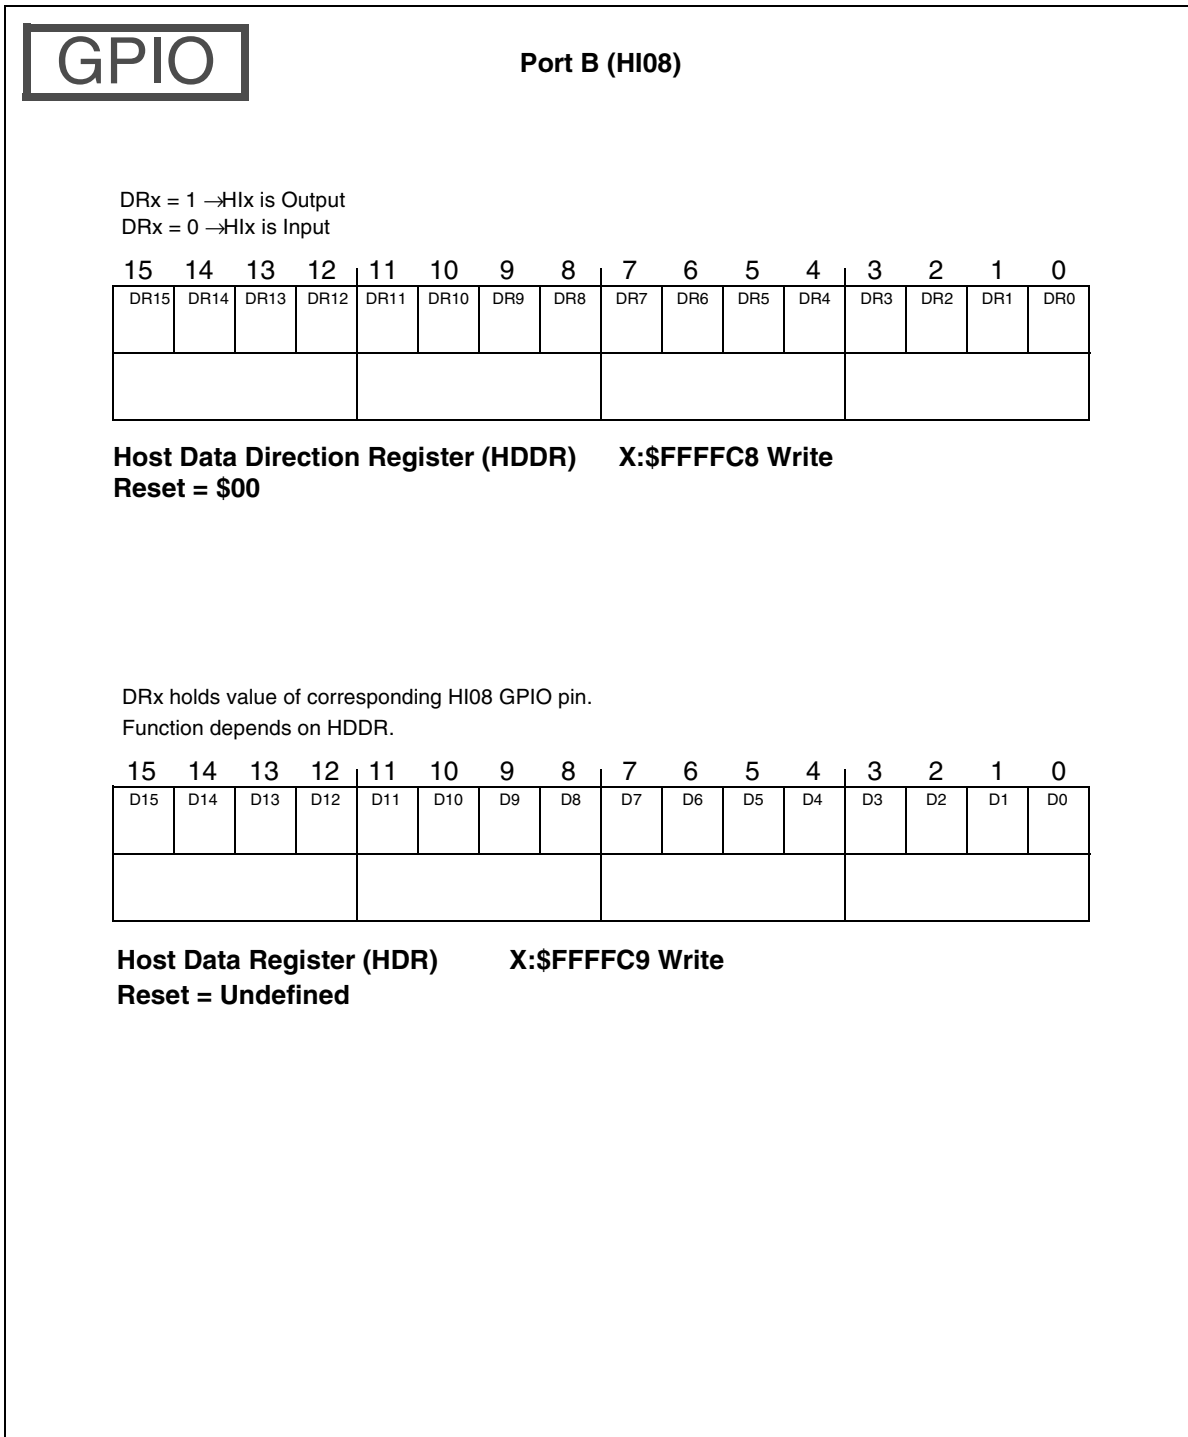 GPIO
Port B (HI08)
DRx = 1 →HIx is Output
DRx = 0 →HIx is Input
15 14 13 12 11 10 9 8 7 6 5 4 3 2 1 0
DR15 DR14 DR13 DR12 DR11 DR10 DR9 DR8 DR7 DR6 DR5 DR4 DR3 DR2 DR1 DR0
Host Data Direction Register (HDDR) X:$FFFFC8 Write
Reset = $00
DRx holds value of corresponding HI08 GPIO pin.
Function depends on HDDR.
15 14 13 12 11 10 9 8 7 6 5 4 3 2 1 0
D15 D14 D13 D12 D11 D10 D9 D8 D7 D6 D5 D4 D3 D2 D1 D0
Host Data Register (HDR) X:$FFFFC9 Write
Reset = Undefined